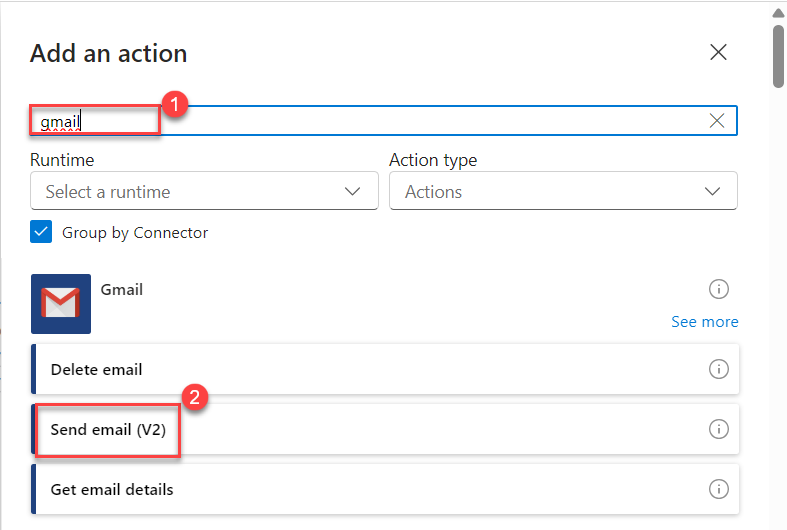 Add an action
1
gmail
Runtime Action type
Select a runtime Actions
Group by Connector
Gmail
See more
Delete email
2
Send email (V2)
Get email details